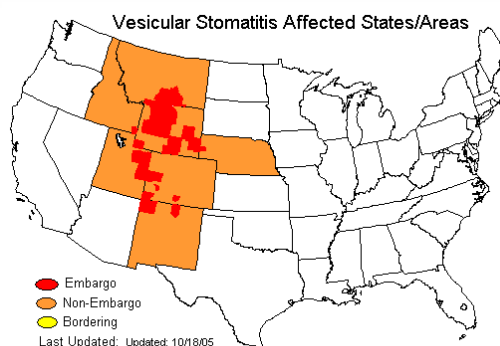 Vesicular Stomatitis Affected States/Areas
Embargo
Non-Embargo
Bordering
Last Updated: Updated: 10/18/05